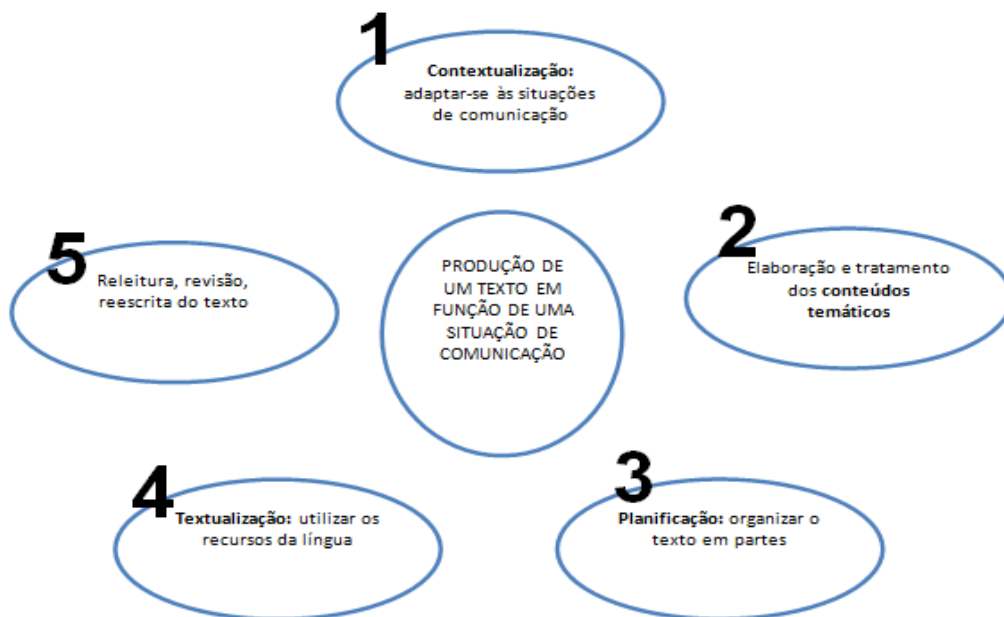 1
Contextualização:
adaptar-se às situações
de comunicação
2
Elaboração e tratamento
dos conteúdos
temáticos
3
Planificação: organizar o
texto em partes
4
Textualização: utilizar os
recursos da língua
5
Releitura, revisão,
reescrita do texto
PRODUÇÃO DE
UM TEXTO EM
FUNÇÃO DE UMA
SITUAÇÃO DE
COMUNICAÇÃO